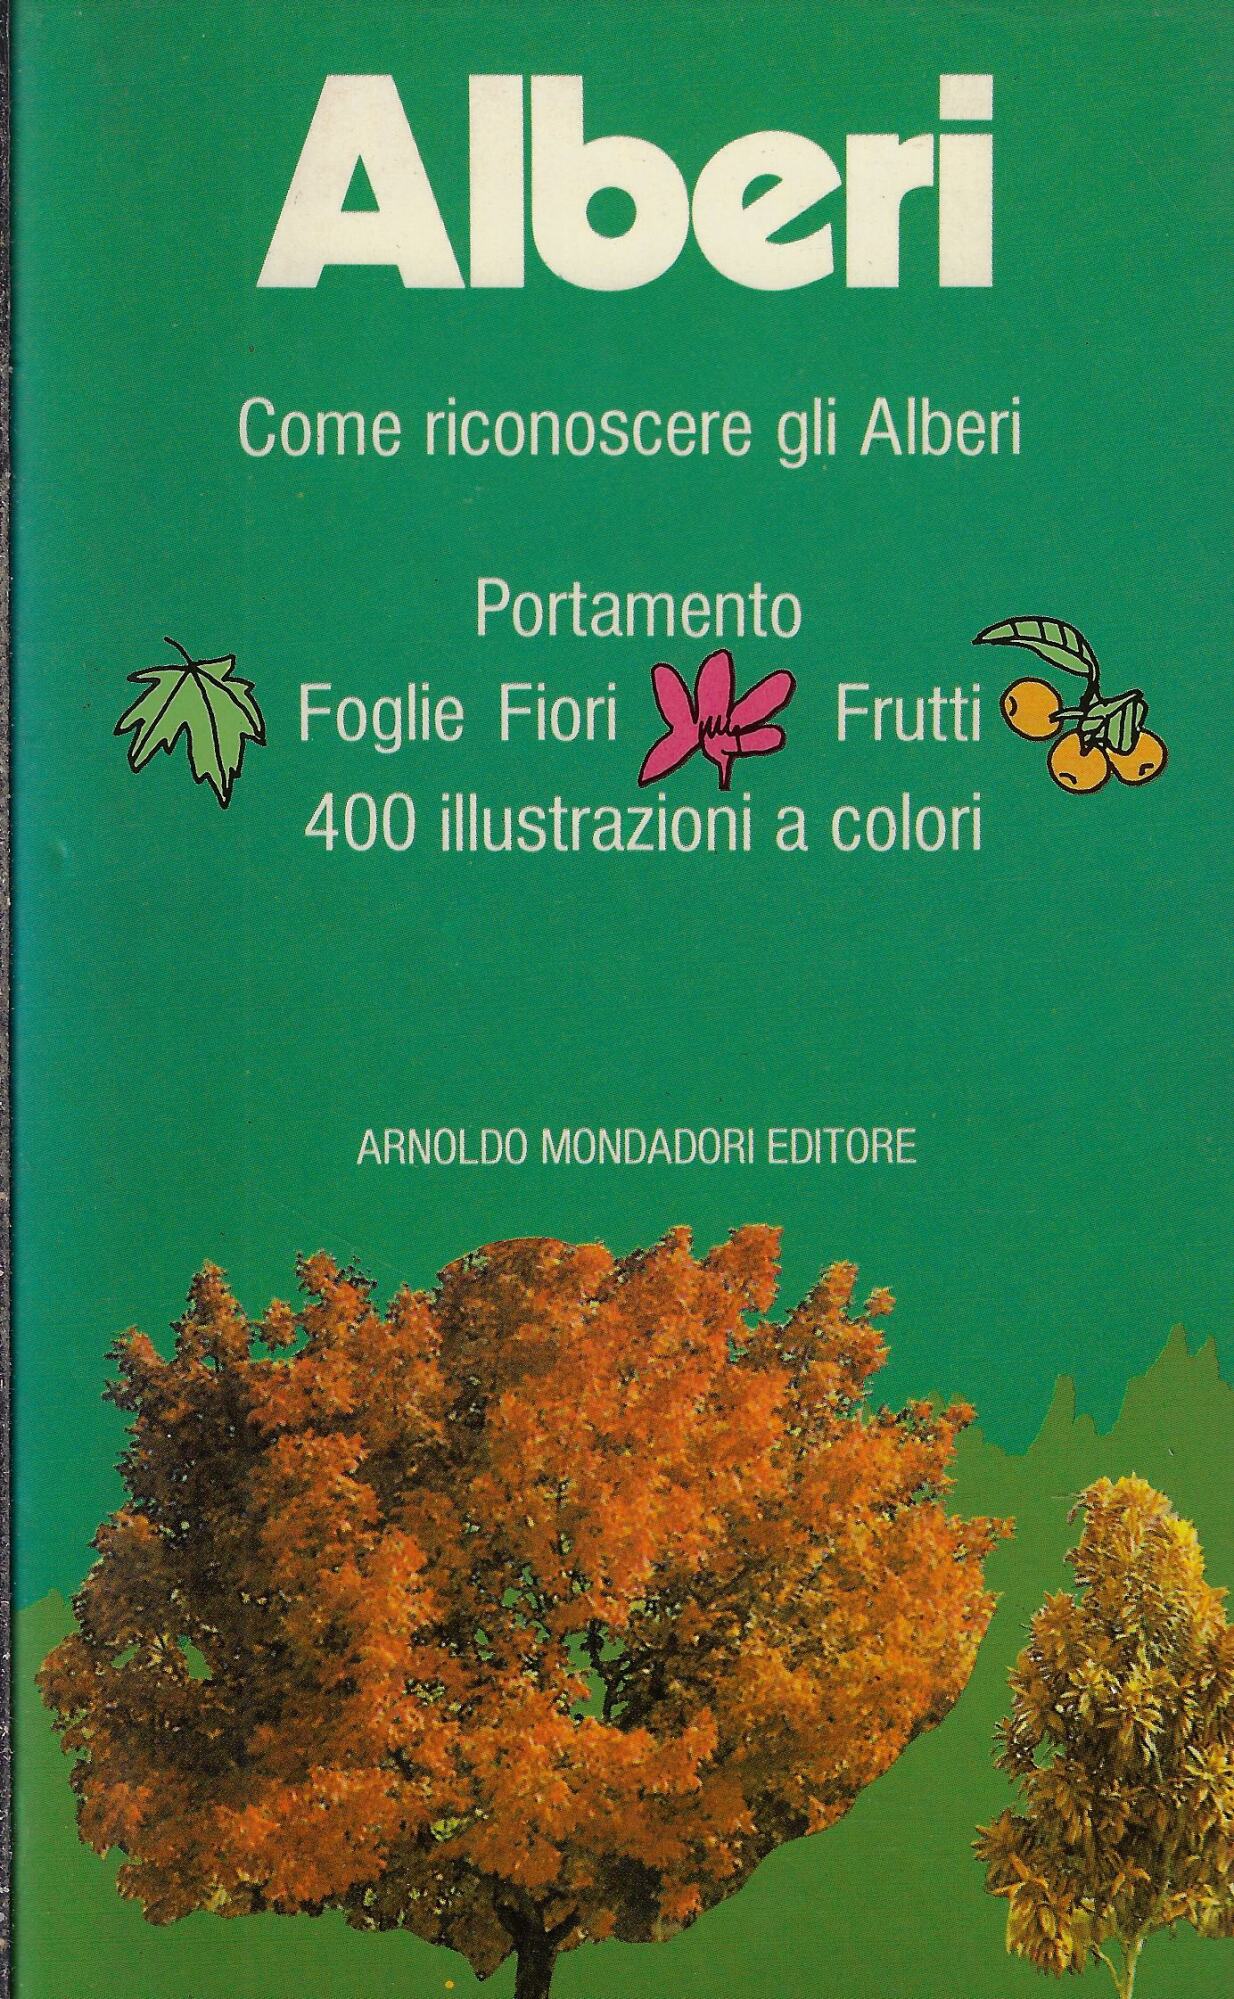 Alberi
Come riconoscere gli Alberi
Portamento
Foglie Fiori Frutti
400 illustrazioni a colori
ARNOLDO MONDADORI EDITORE